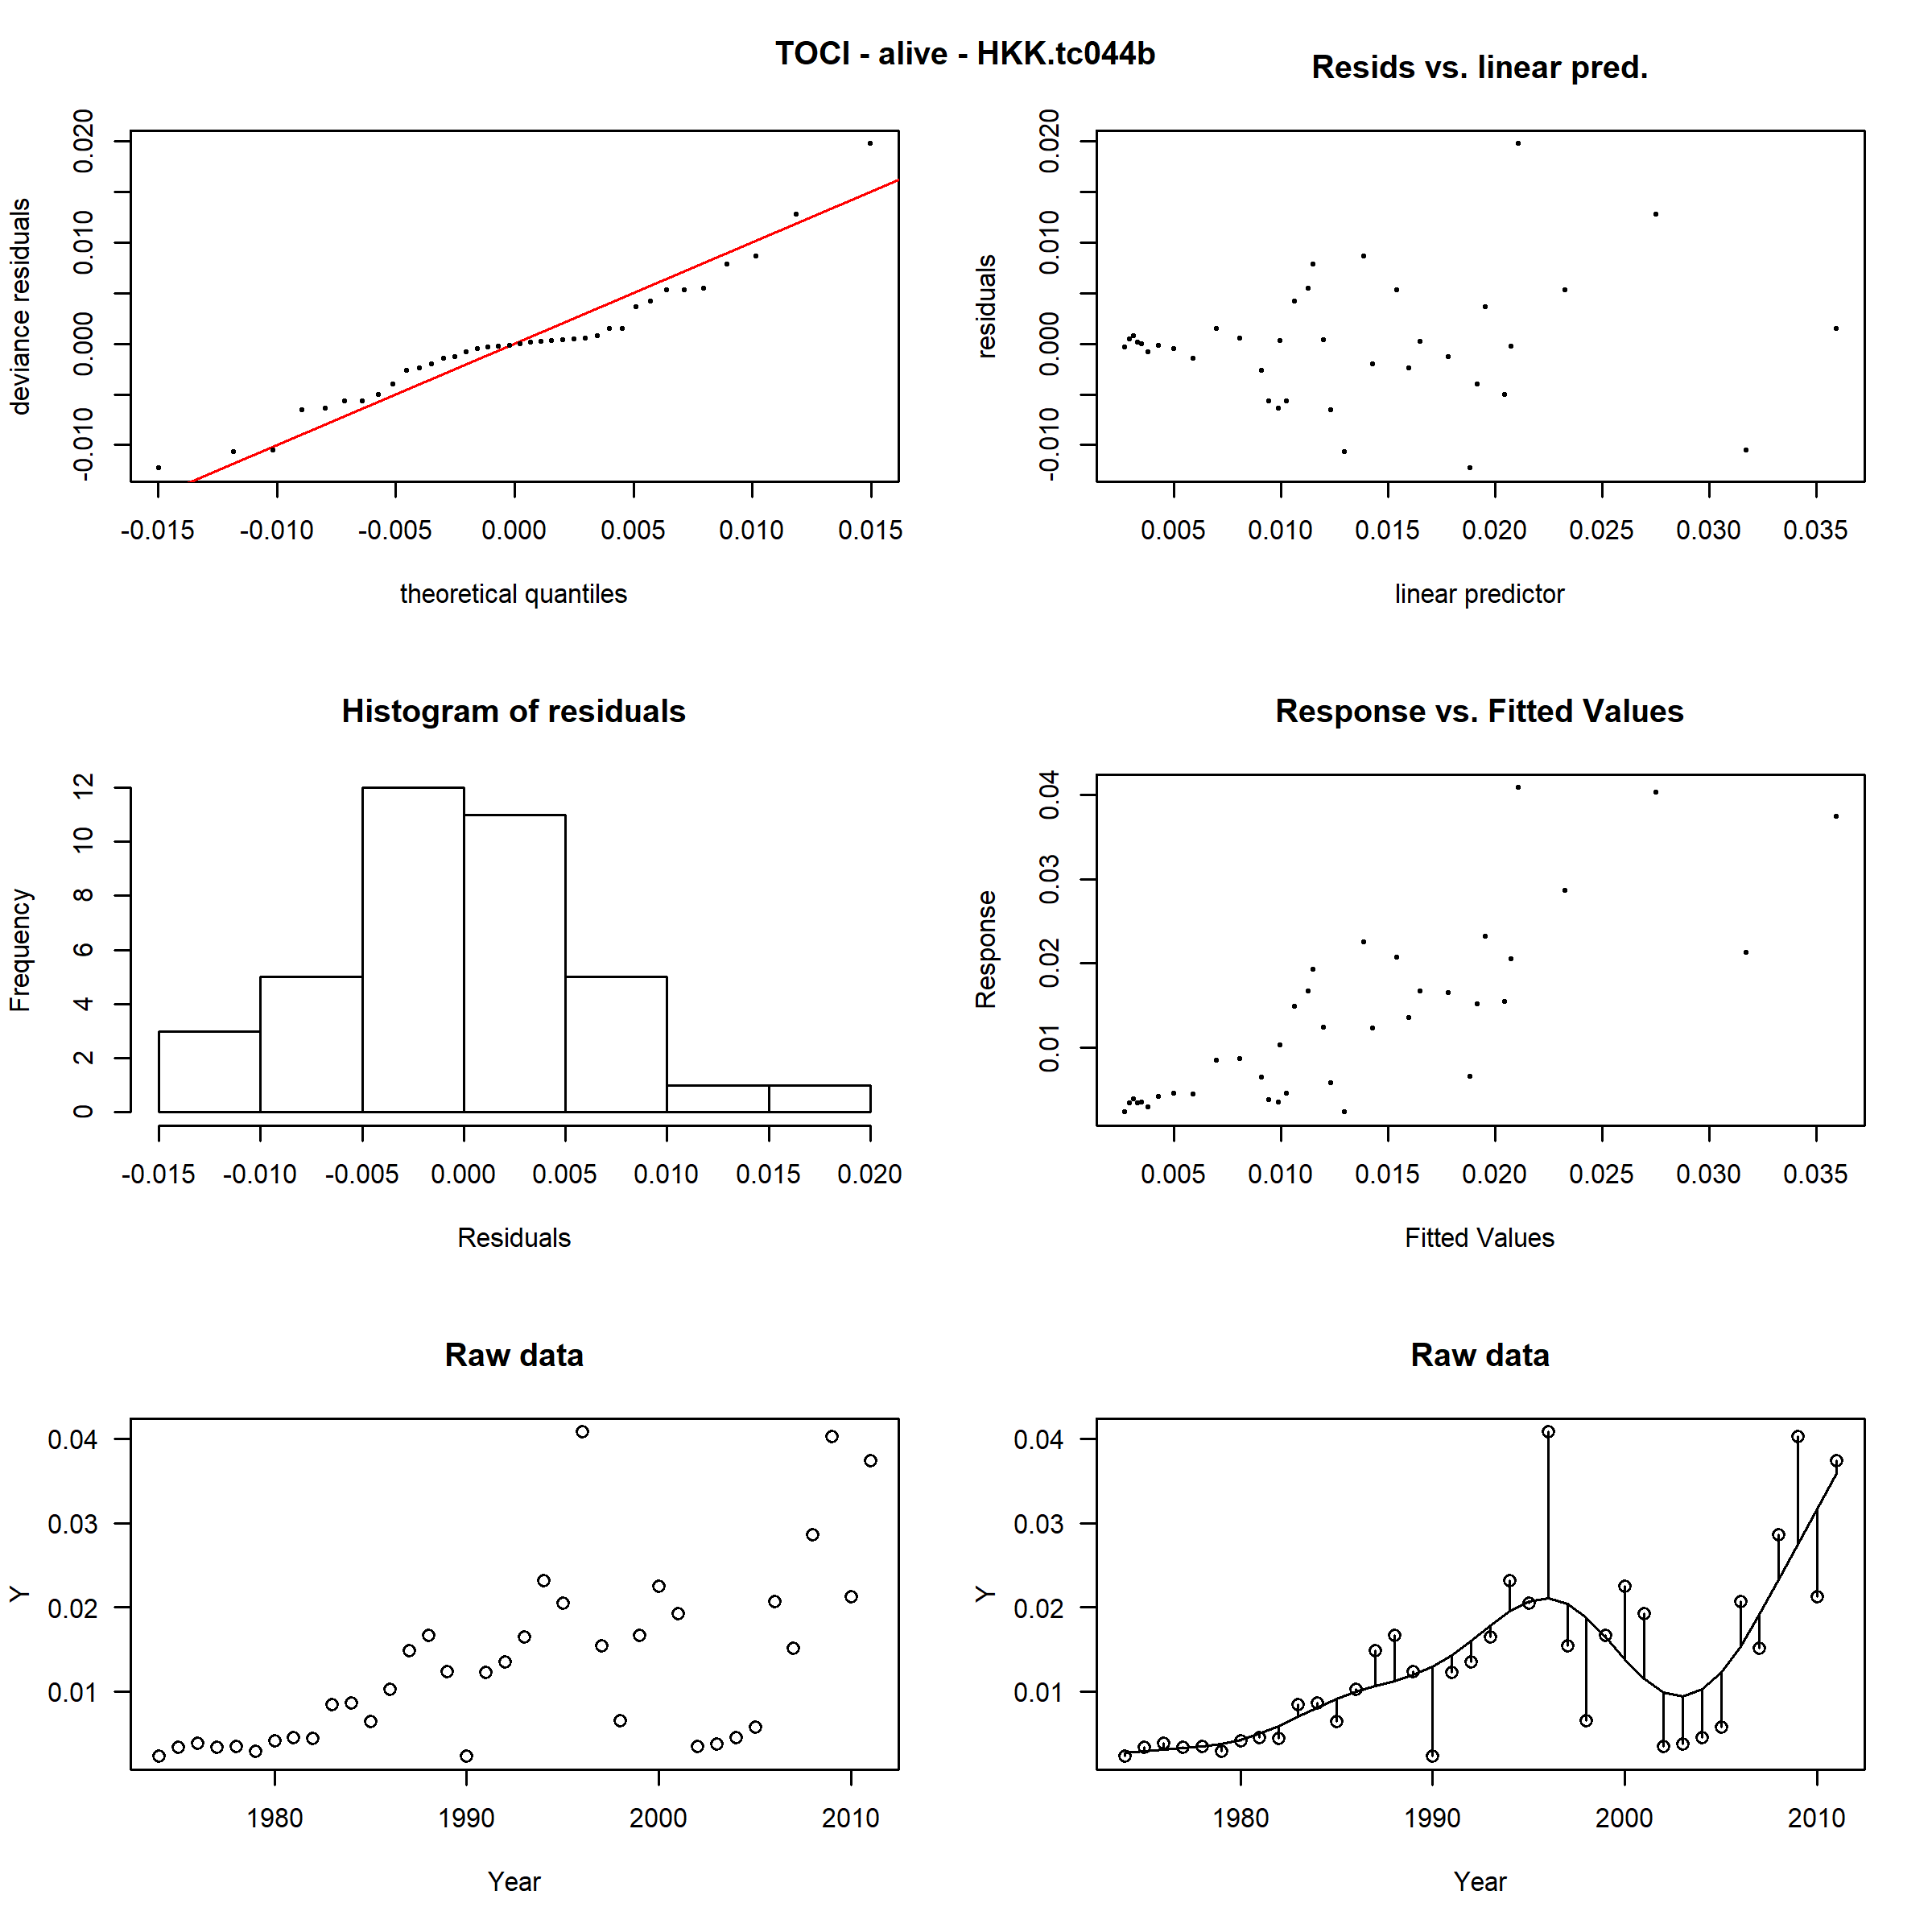 TOCI - alive - HKK.tc044b
deviance residuals
0.020
0.010
0.000
-0.010
-0.015 -0.010 -0.005 0.000 0.005 0.010 0.015
theoretical quantiles
Resids vs. linear pred.
residuals
0.020
0.010
0.000
-0.010
0.005 0.010 0.015 0.020 0.025 0.030 0.035
linear predictor
Histogram of residuals
Frequency
12
10
8
6
4
2
0
-0.015 -0.010 -0.005 0.000 0.005 0.010 0.015 0.020
Residuals
Response vs. Fitted Values
Response
0.04
0.03
0.02
0.01
0.005 0.010 0.015 0.020 0.025 0.030 0.035
Fitted Values
Raw data
Y
0.04
0.03
0.02
0.01
1980 1990 2000 2010
Year
Raw data
Y
0.04
0.03
0.02
0.01
1980 1990 2000 2010
Year